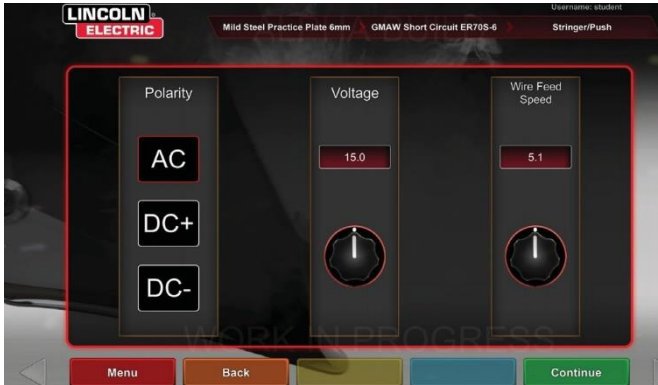 Username: student
LINCOLN
ELECTRIC
Mild Steel Practice Plate 6mm
GMAW Short Circuit ER70S-6
Stringer/Push
Polarity
Voltage
Wire Feed
Speed
AC
15.0
5.1
DC+
DC-
WORK IN PROGRESS
Menu
Back
Continue